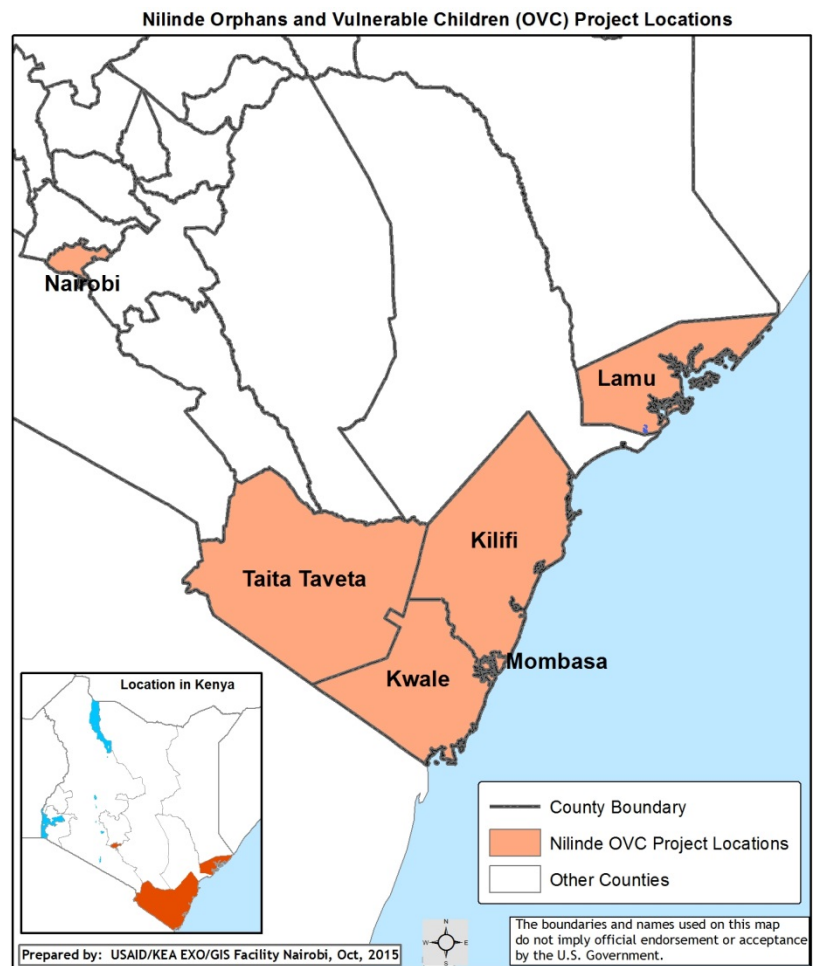 Nilinde Orphans and Vulnerable Children (OVC) Project Locations
Nairobi
Lamu
Kilifi
Taita Taveta
Mombasa
Kwale
Location in Kenya
County Boundary
Nilinde OVC Project Locations
Other Counties
N
W E
S
The boundaries and names used on this map
do not imply official endorsement or acceptance
by the U.S. Government.
Prepared by: USAID/KEA EXO/GIS Facility Nairobi, Oct, 2015